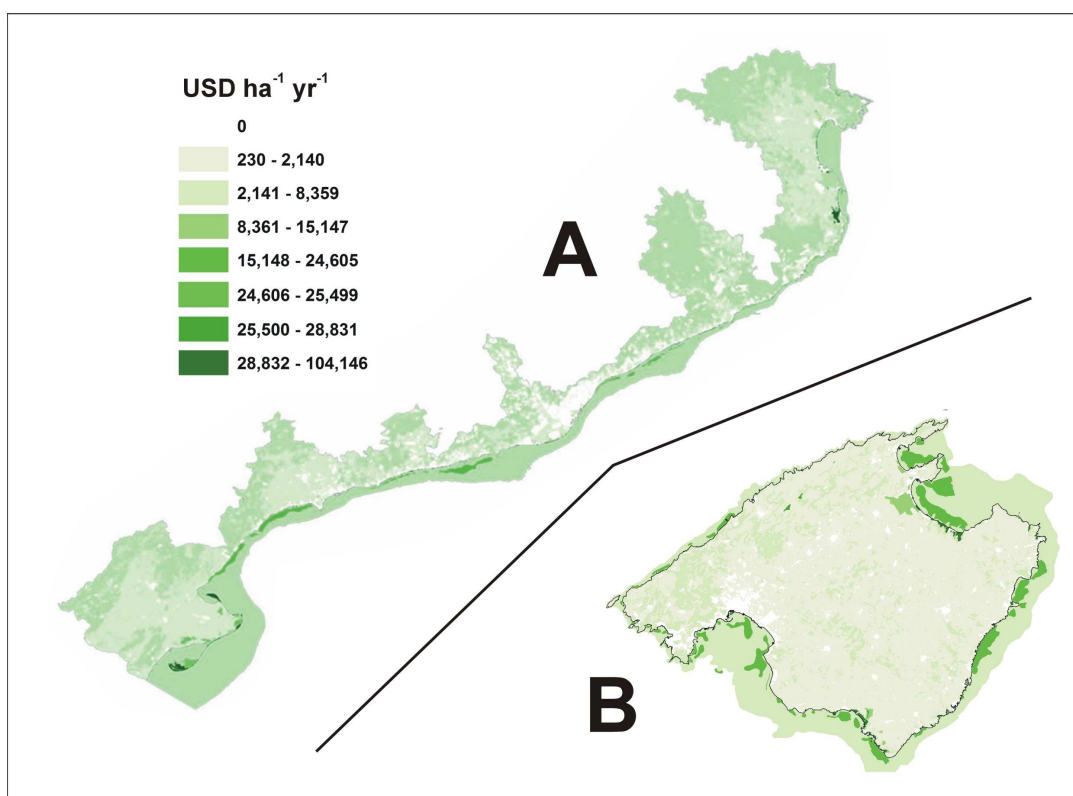 USD ha⁻¹ yr⁻¹
0
230 - 2,140
2,141 - 8,359
8,361 - 15,147
15,148 - 24,605
24,606 - 25,499
25,500 - 28,831
28,832 - 104,146
A
B